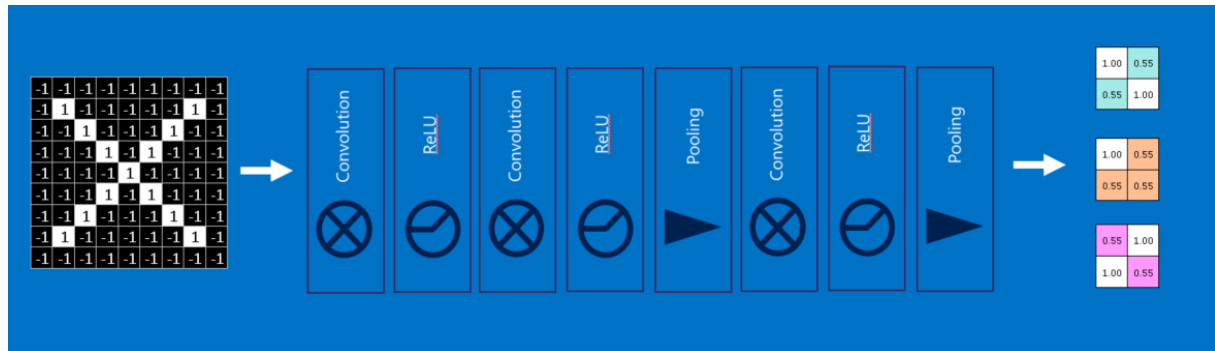 -1 -1 -1 -1 -1 -1 -1 -1 -1
-1 1 -1 -1 -1 -1 -1 1 -1
-1 -1 1 -1 -1 -1 1 -1 -1
-1 -1 -1 1 -1 1 -1 -1 -1
-1 -1 -1 -1 1 -1 -1 -1 -1
-1 -1 -1 1 -1 1 -1 -1 -1
-1 -1 1 -1 -1 -1 1 -1 -1
-1 1 -1 -1 -1 -1 -1 1 -1
-1 -1 -1 -1 -1 -1 -1 -1 -1
Convolution
ReLU
Convolution
ReLU
Pooling
Convolution
ReLU
Pooling
1.00 0.55
0.55 1.00
1.00 0.55
0.55 0.55
0.55 1.00
1.00 0.55